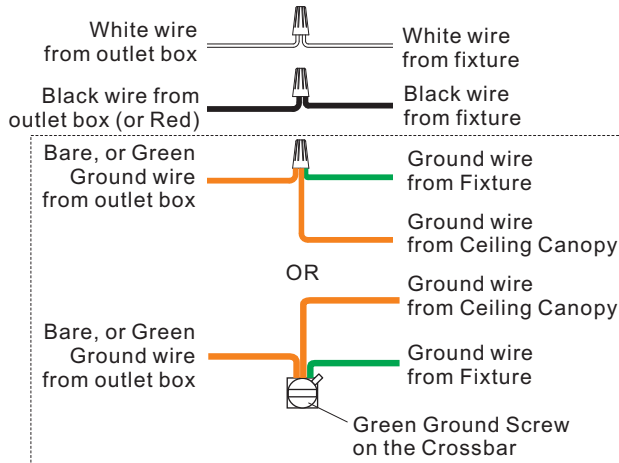 White wire
from outlet box
White wire
from fixture
Black wire from
outlet box (or Red)
Black wire
from fixture
Bare, or Green
Ground wire
from outlet box
Ground wire
from Fixture
Ground wire
from Ceiling Canopy
OR
Ground wire
from Ceiling Canopy
Bare, or Green
Ground wire
from outlet box
Ground wire
from Fixture
Green Ground Screw
on the Crossbar